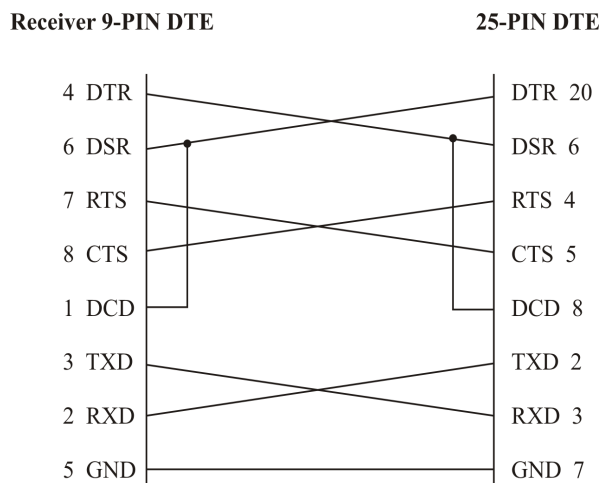 Receiver 9-PIN DTE 25-PIN DTE
4 DTR DTR 20
6 DSR DSR 6
7 RTS RTS 4
8 CTS CTS 5
1 DCD DCD 8
3 TXD TXD 2
2 RXD RXD 3
5 GND GND 7